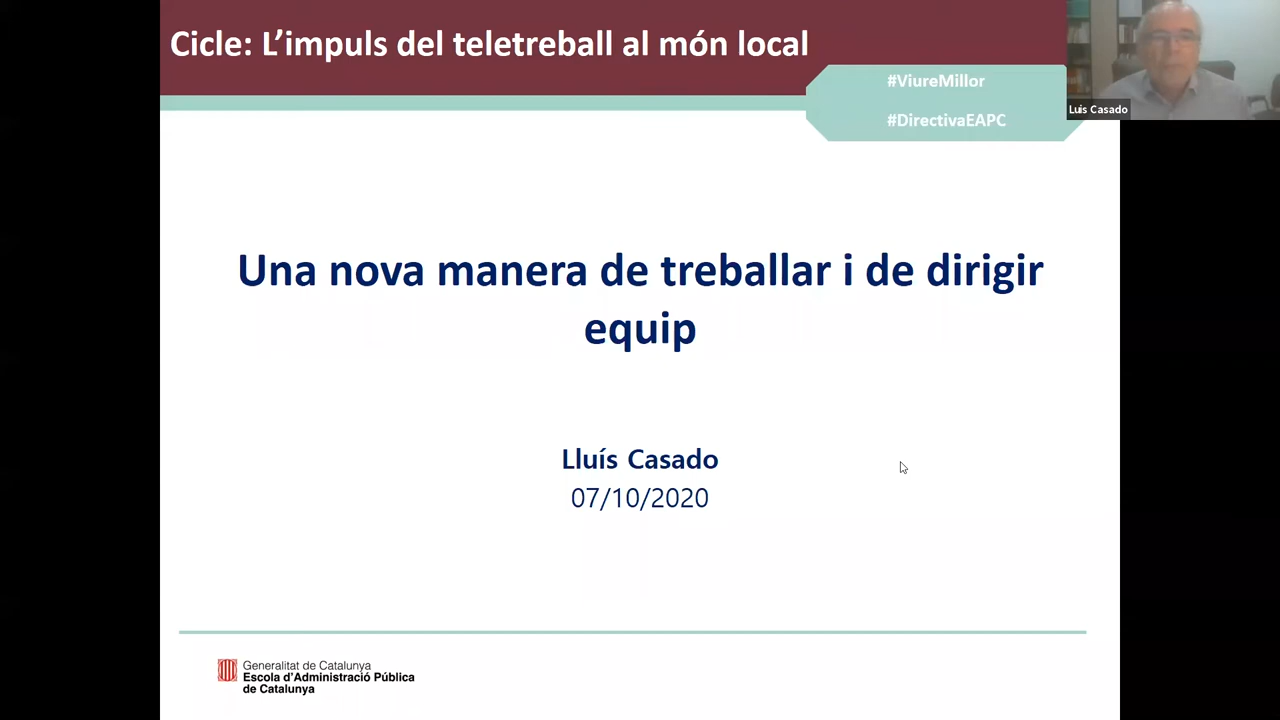 Cicle: L’impuls del teletreball al món local
#ViureMillor
#DirectivaEAPC
Luis Casado
Una nova manera de treballar i de dirigir
equip
Lluís Casado
07/10/2020
Generalitat de Catalunya
Escola d’Administració Pública
de Catalunya